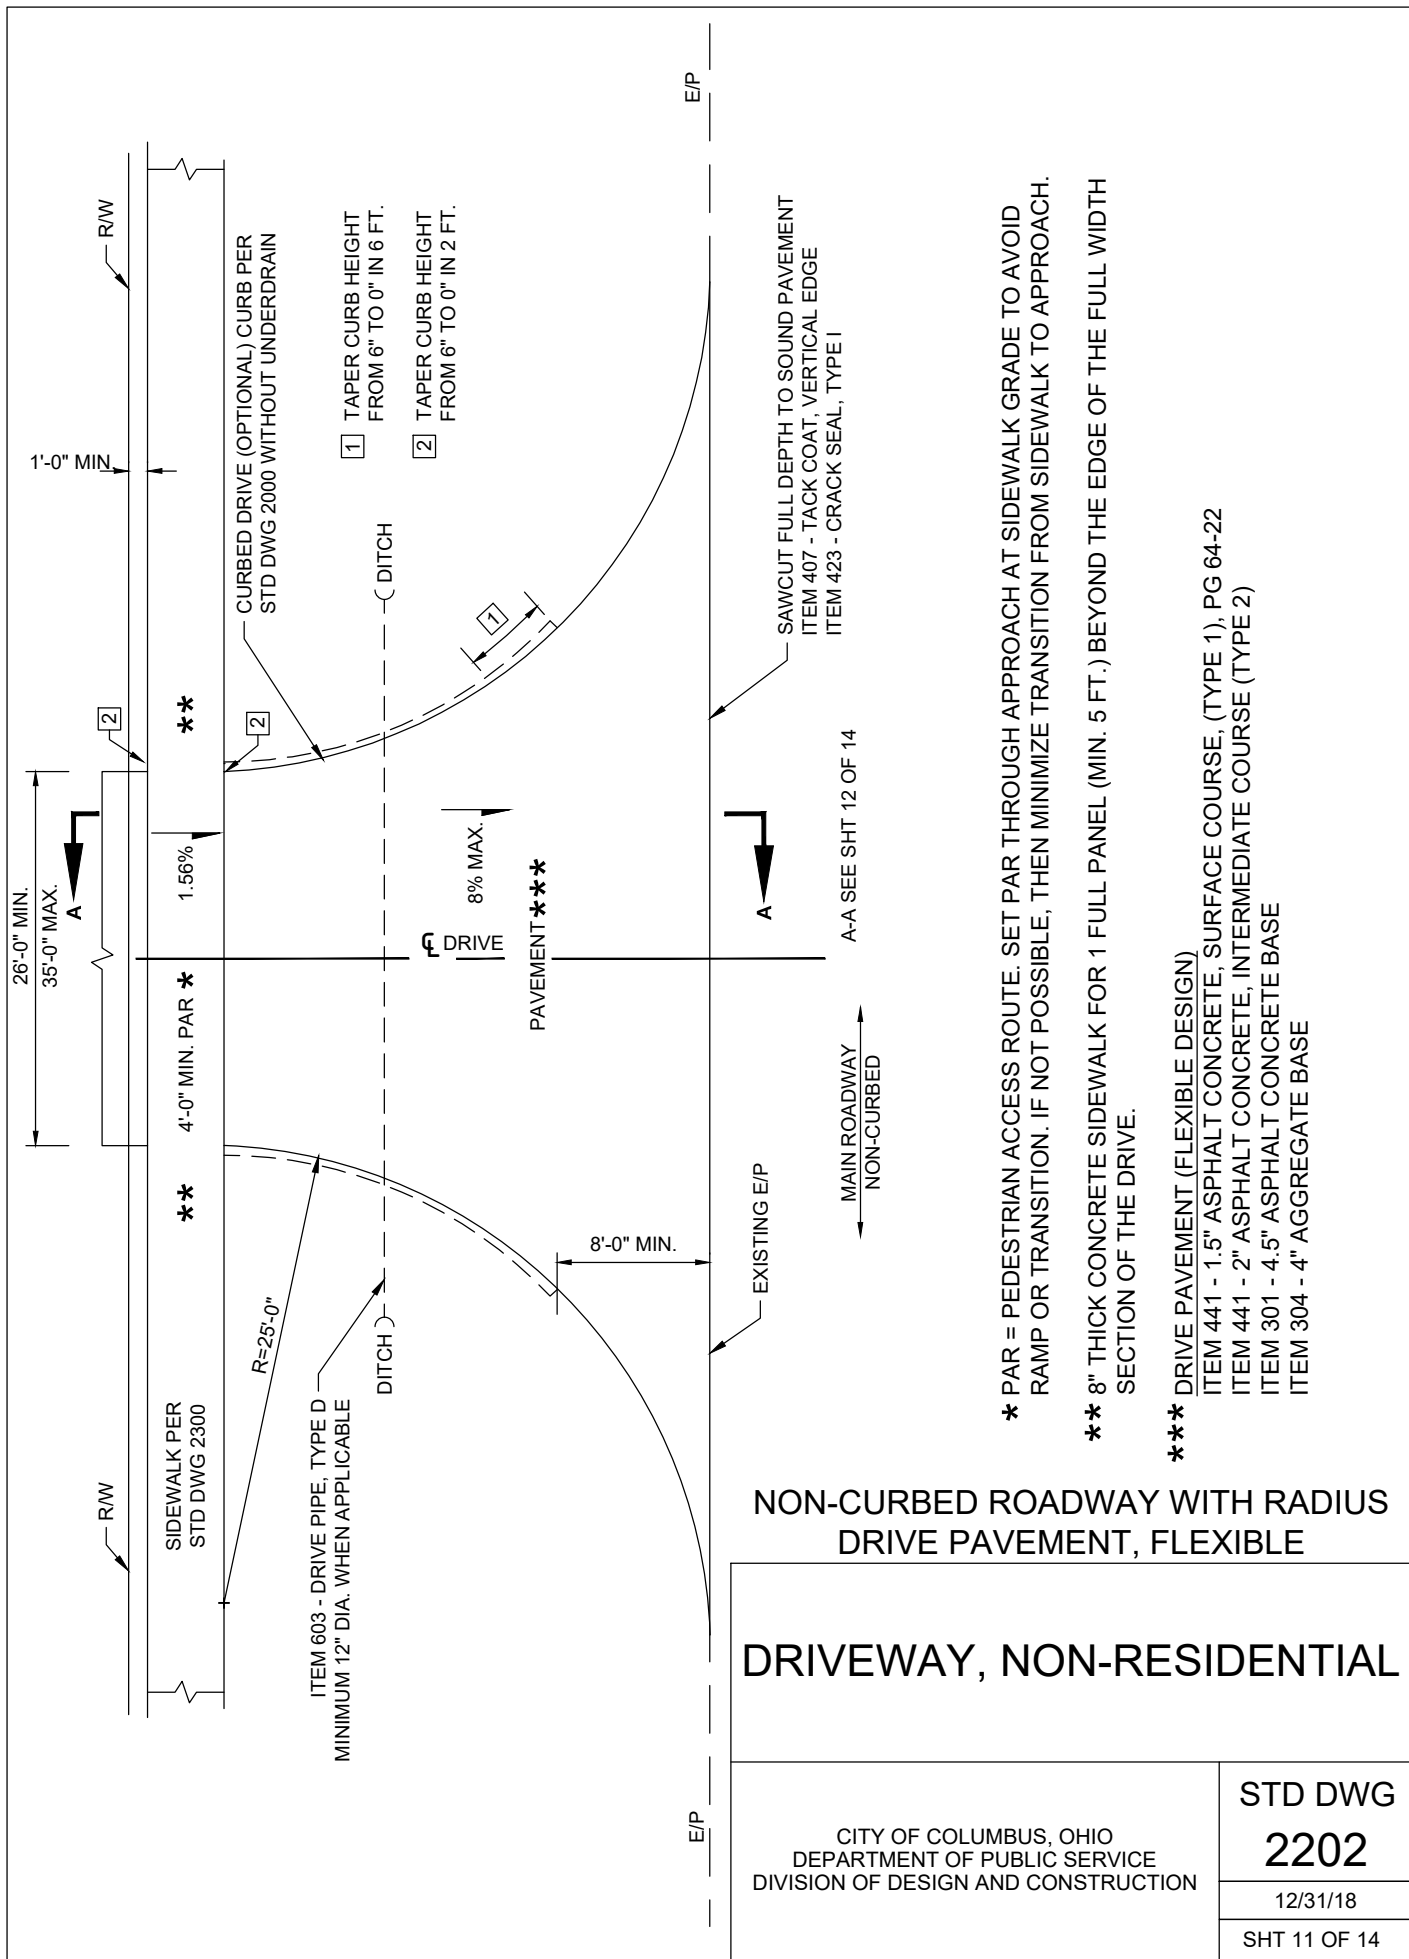 26'-0" MIN.
35'-0" MAX.
1'-0" MIN.
R/W
R/W
E/P
E/P
A
A
2
2
1.56%
4'-0" MIN. PAR *
**
**
SIDEWALK PER
STD DWG 2300
CURBED DRIVE (OPTIONAL) CURB PER
STD DWG 2000 WITHOUT UNDERDRAIN
1 TAPER CURB HEIGHT
FROM 6" TO 0" IN 6 FT.
2 TAPER CURB HEIGHT
FROM 6" TO 0" IN 2 FT.
R=25'-0"
ITEM 603 - DRIVE PIPE, TYPE D
MINIMUM 12" DIA. WHEN APPLICABLE
DITCH
DITCH
1
8% MAX.
℄ DRIVE
PAVEMENT ***
8'-0" MIN.
EXISTING E/P
SAWCUT FULL DEPTH TO SOUND PAVEMENT
ITEM 407 - TACK COAT, VERTICAL EDGE
ITEM 423 - CRACK SEAL, TYPE I
MAIN ROADWAY
NON-CURBED
A-A SEE SHT 12 OF 14
* PAR = PEDESTRIAN ACCESS ROUTE. SET PAR THROUGH APPROACH AT SIDEWALK GRADE TO AVOID
RAMP OR TRANSITION. IF NOT POSSIBLE, THEN MINIMIZE TRANSITION FROM SIDEWALK TO APPROACH.
** 8" THICK CONCRETE SIDEWALK FOR 1 FULL PANEL (MIN. 5 FT.) BEYOND THE EDGE OF THE FULL WIDTH
SECTION OF THE DRIVE.
*** DRIVE PAVEMENT (FLEXIBLE DESIGN)
ITEM 441 - 1.5" ASPHALT CONCRETE, SURFACE COURSE, (TYPE 1), PG 64-22
ITEM 441 - 2" ASPHALT CONCRETE, INTERMEDIATE COURSE (TYPE 2)
ITEM 301 - 4.5" ASPHALT CONCRETE BASE
ITEM 304 - 4" AGGREGATE BASE
NON-CURBED ROADWAY WITH RADIUS
DRIVE PAVEMENT, FLEXIBLE
DRIVEWAY, NON-RESIDENTIAL
CITY OF COLUMBUS, OHIO
DEPARTMENT OF PUBLIC SERVICE
DIVISION OF DESIGN AND CONSTRUCTION
STD DWG
2202
12/31/18
SHT 11 OF 14